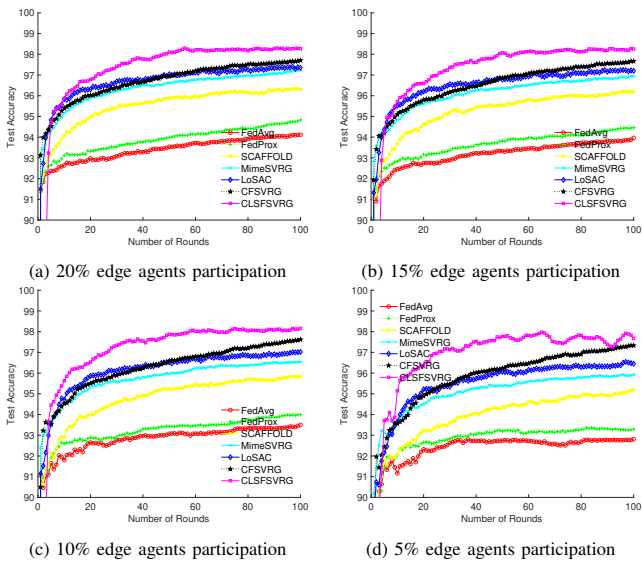 100
99
98
97
96
95
94
93
92
91
90
Test Accuracy
0 20 40 60 80 100
Number of Rounds
FedAvg
FedProx
SCAFFOLD
MimeSVRG
LoSAC
CFSVRG
CLSFSVRG
(a) 20% edge agents participation
100
99
98
97
96
95
94
93
92
91
90
Test Accuracy
0 20 40 60 80 100
Number of Rounds
FedAvg
FedProx
SCAFFOLD
MimeSVRG
LoSAC
CFSVRG
CLSFSVRG
(b) 15% edge agents participation
100
99
98
97
96
95
94
93
92
91
90
Test Accuracy
0 20 40 60 80 100
Number of Rounds
FedAvg
FedProx
SCAFFOLD
MimeSVRG
LoSAC
CFSVRG
CLSFSVRG
(c) 10% edge agents participation
100
99
98
97
96
95
94
93
92
91
90
Test Accuracy
0 20 40 60 80 100
Number of Rounds
FedAvg
FedProx
SCAFFOLD
MimeSVRG
LoSAC
CFSVRG
CLSFSVRG
(d) 5% edge agents participation